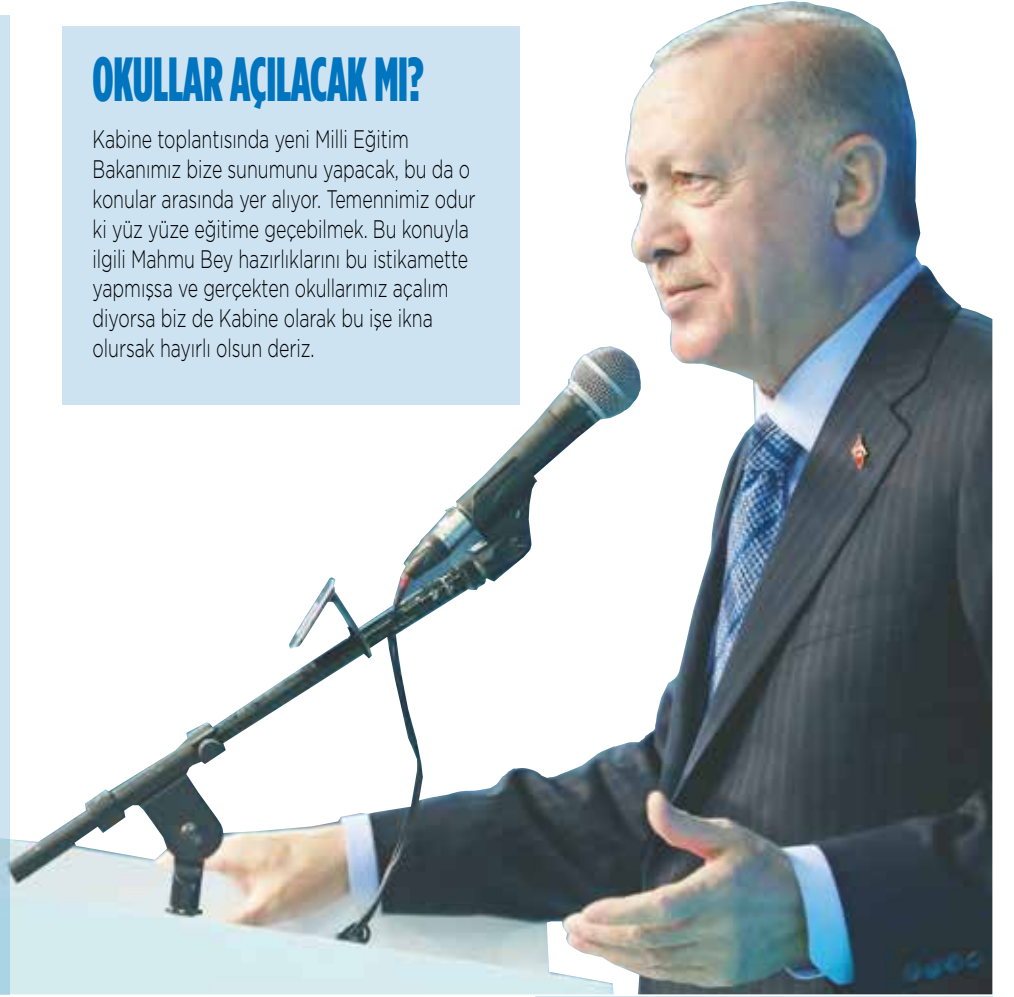 OKULLAR AÇILACAK MI?
Kabine toplantısında yeni Milli Eğitim
Bakanımız bize sunumunu yapacak, bu da o
konular arasında yer alıyor. Temennimiz odur
ki yüz yüze eğitime geçebilmek. Bu konuyla
ilgili Mahmu Bey hazırlıklarını bu istikamette
yapmışsa ve gerçekten okullarımız açalım
diyorsa biz de Kabine olarak bu işe ikna
olursak hayırlı olsun deriz.